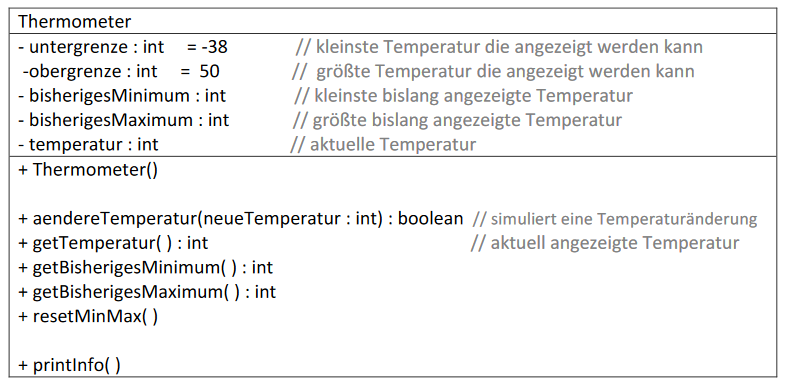 Thermometer
- untergrenze : int = -38 // kleinste Temperatur die angezeigt werden kann
-obergrenze : int = 50 // größte Temperatur die angezeigt werden kann
- bisherigesMinimum : int // kleinste bislang angezeigte Temperatur
- bisherigesMaximum : int // größte bislang angezeigte Temperatur
- temperatur : int // aktuelle Temperatur
+ Thermometer()
+ aendereTemperatur(neueTemperatur : int) : boolean // simuliert eine Temperaturänderung
+ getTemperatur( ) : int // aktuell angezeigte Temperatur
+ getBisherigesMinimum( ) : int
+ getBisherigesMaximum( ) : int
+ resetMinMax( )
+ printInfo( )